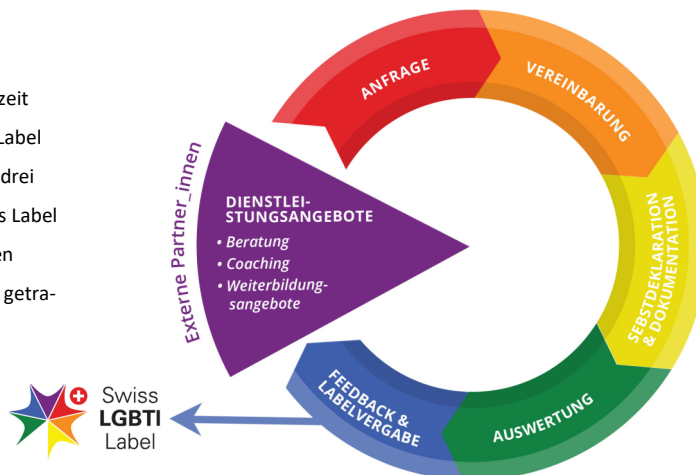 zeit
Label
drei
s Label
en
getra-
ANFRAGE
VEREINBARUNG
SEBSTDEKLARATION
& DOKUMENTATION
AUSWERTUNG
FEEDBACK &
LABELVERGABE
Externe Partner_innen
DIENSTLEI-
STUNGSANGEBOTE
• Beratung
• Coaching
• Weiterbildung-
sangebote
Swiss
LGBTI
Label